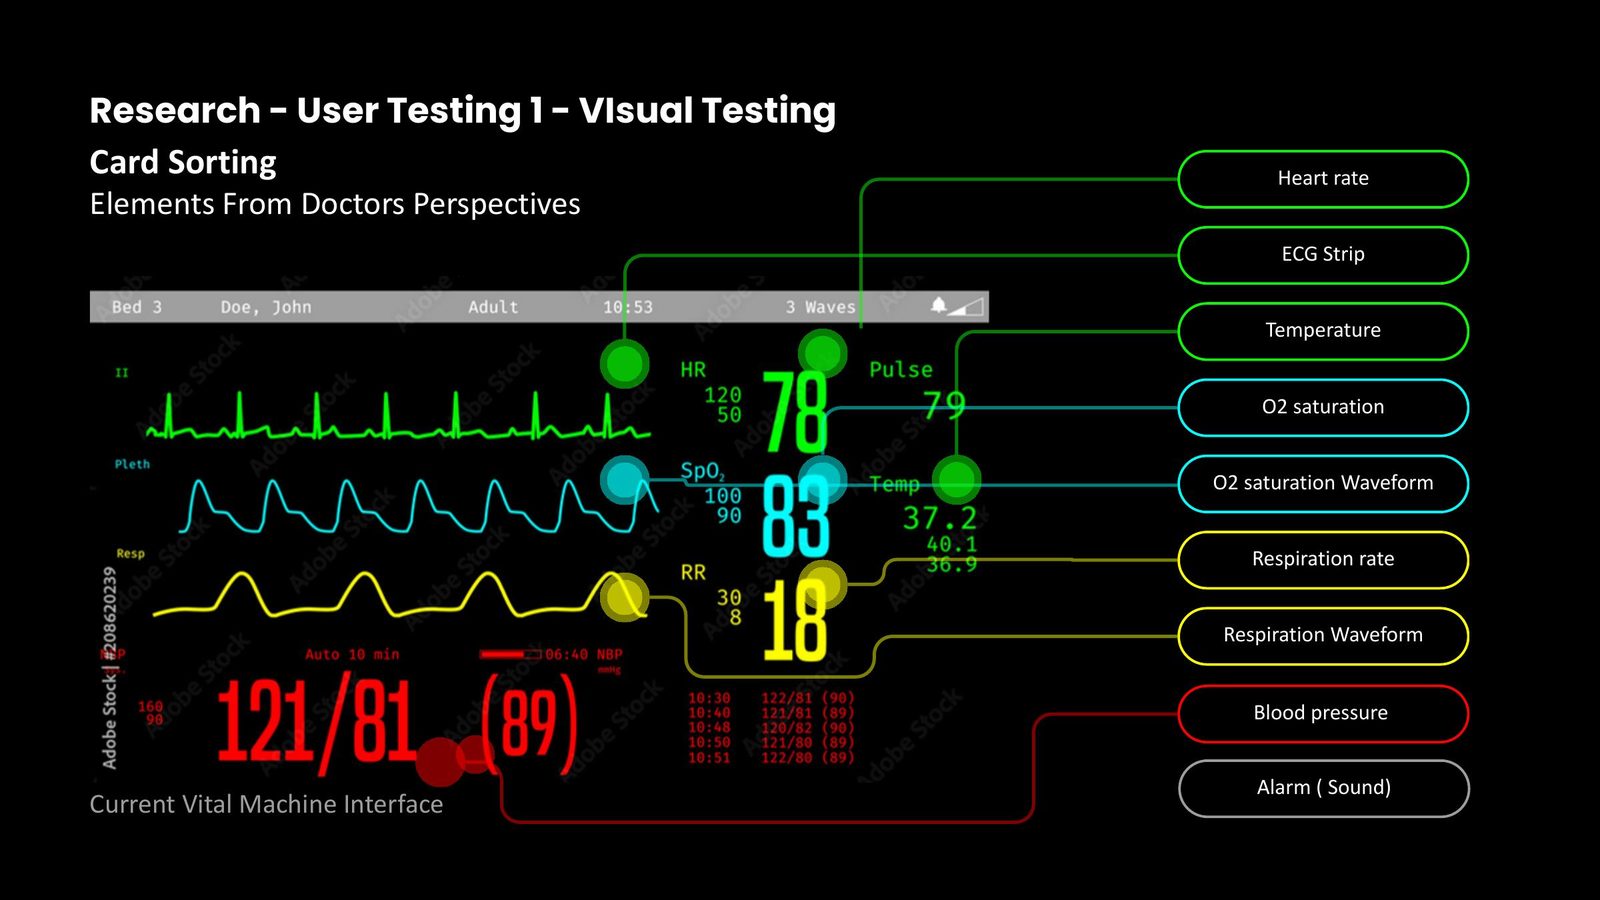 Research - User Testing 1 - VIsual Testing
Card Sorting
Elements From Doctors Perspectives
Heart rate
ECG Strip
Temperature
O2 saturation
O2 saturation Waveform
Respiration rate
Respiration Waveform
Blood pressure
Alarm ( Sound)
Bed 3 Doe, John Adult 10:53 3 Waves
II
HR
120
50
78
Pulse
79
Pleth
SpO₂
100
90
83
Temp
37.2
40.1
36.9
Resp
RR
30
8
18
NBP
Auto 10 min
06:40 NBP
mmHg
160
90
121/81 (89)
10:30 122/81 (90)
10:40 121/81 (89)
10:48 120/82 (90)
10:50 121/80 (89)
10:51 122/80 (89)
Adobe Stock | #208620239
Current Vital Machine Interface
Adobe Stock